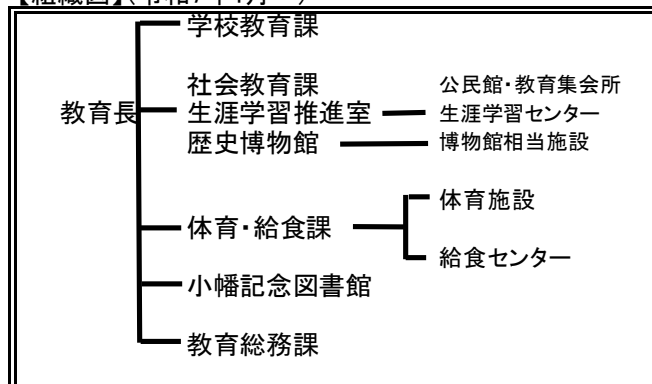 学校教育課
社会教育課
公民館・教育集会所
教育長
生涯学習推進室
生涯学習センター
歴史博物館
博物館相当施設
体育施設
体育・給食課
給食センター
小幡記念図書館
教育総務課